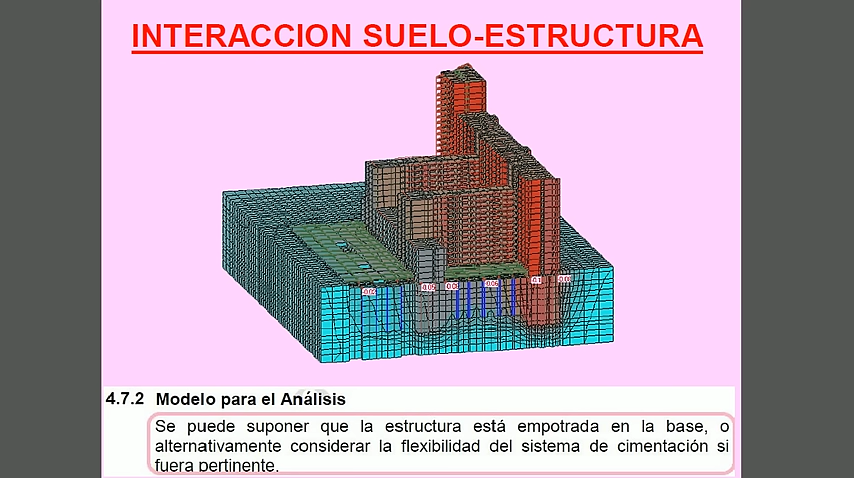 INTERACCION SUELO-ESTRUCTURA
4.7.2 Modelo para el Análisis
Se puede suponer que la estructura está empotrada en la base, o
alternativamente considerar la flexibilidad del sistema de cimentación si
fuera pertinente.